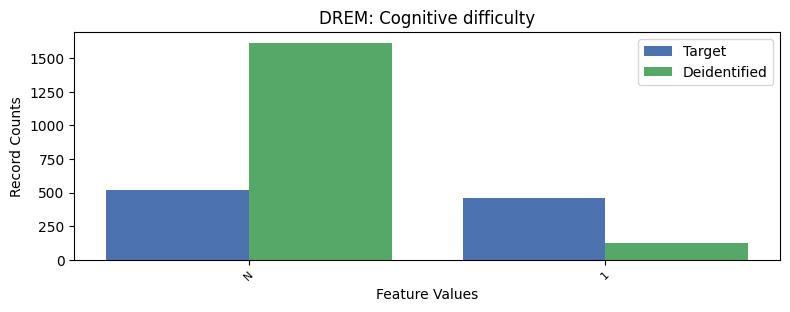 DREM: Cognitive difficulty
Target
Deidentified
Record Counts
1500
1250
1000
750
500
250
0
N
1
Feature Values